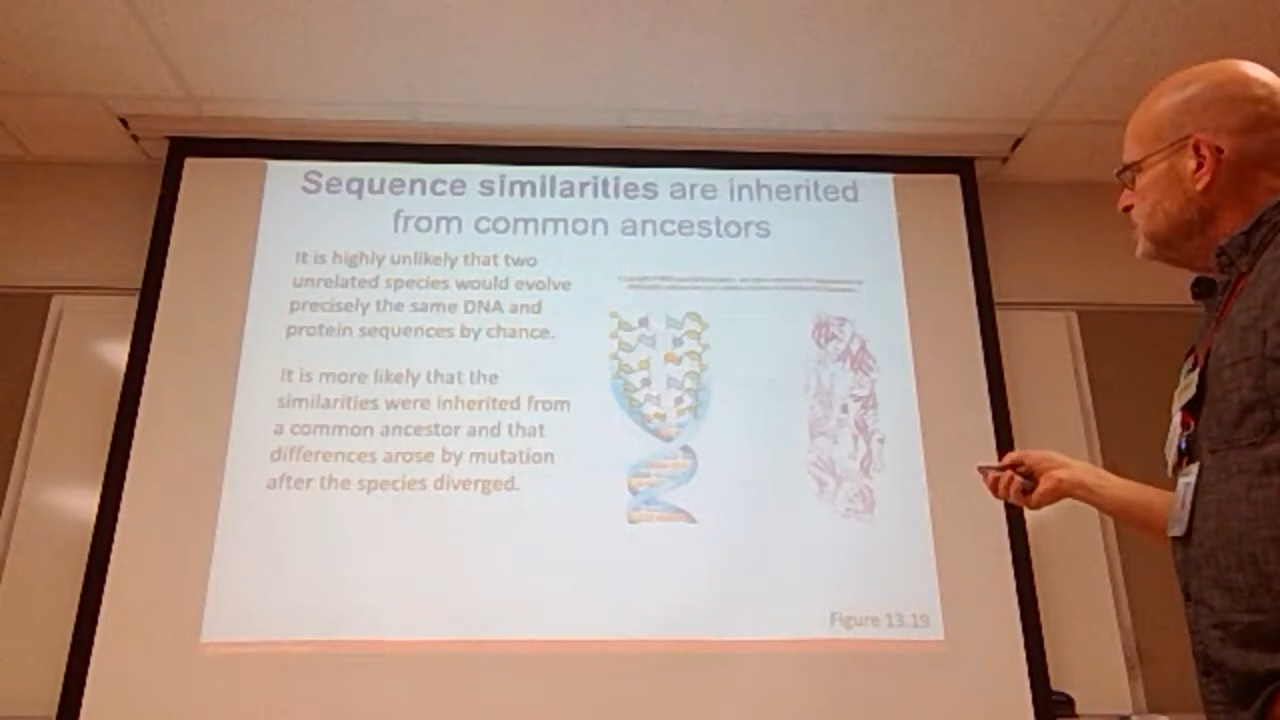 Sequence similarities are inherited
from common ancestors
It is highly unlikely that two
unrelated species would evolve
precisely the same DNA and
protein sequences by chance.
It is more likely that the
similarities were inherited from
a common ancestor and that
differences arose by mutation
after the species diverged.
Figure 13.19